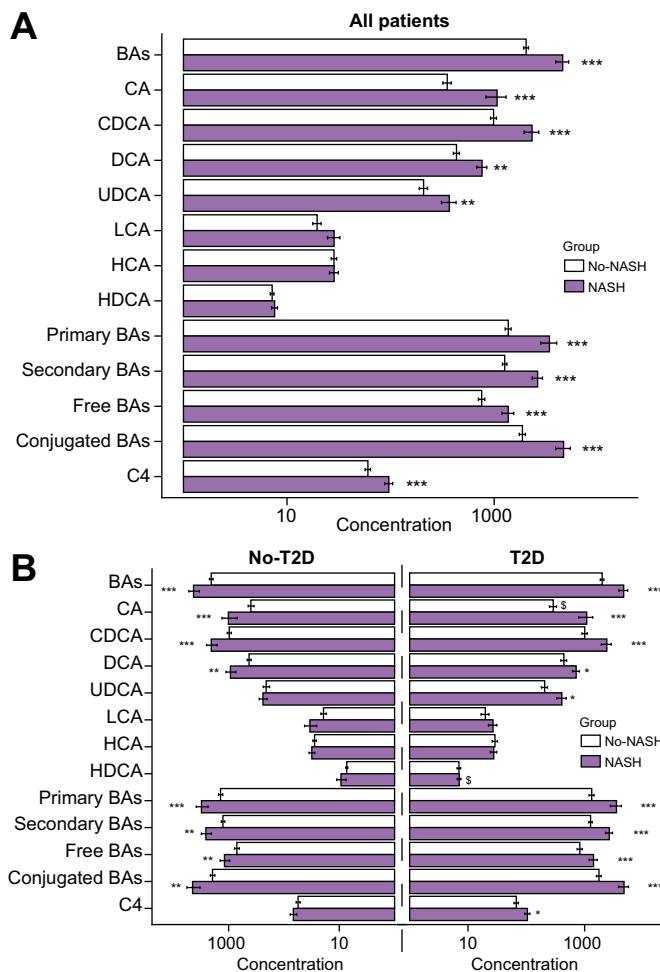 A
All patients
BAs
***
CA
***
CDCA
***
DCA
**
UDCA
**
LCA
HCA
HDCA
Group
No-NASH
NASH
Primary BAs
***
Secondary BAs
***
Free BAs
***
Conjugated BAs
***
C4
***
10 1000
Concentration
B
No-T2D T2D
BAs
*** ***
CA
$
*** ***
CDCA
*** ***
DCA
** *
UDCA
*
LCA
HCA
HDCA
$
Group
No-NASH
NASH
Primary BAs
*** ***
Secondary BAs
** ***
Free BAs
** ***
Conjugated BAs
** ***
C4
*
1000 10 10 1000
Concentration Concentration